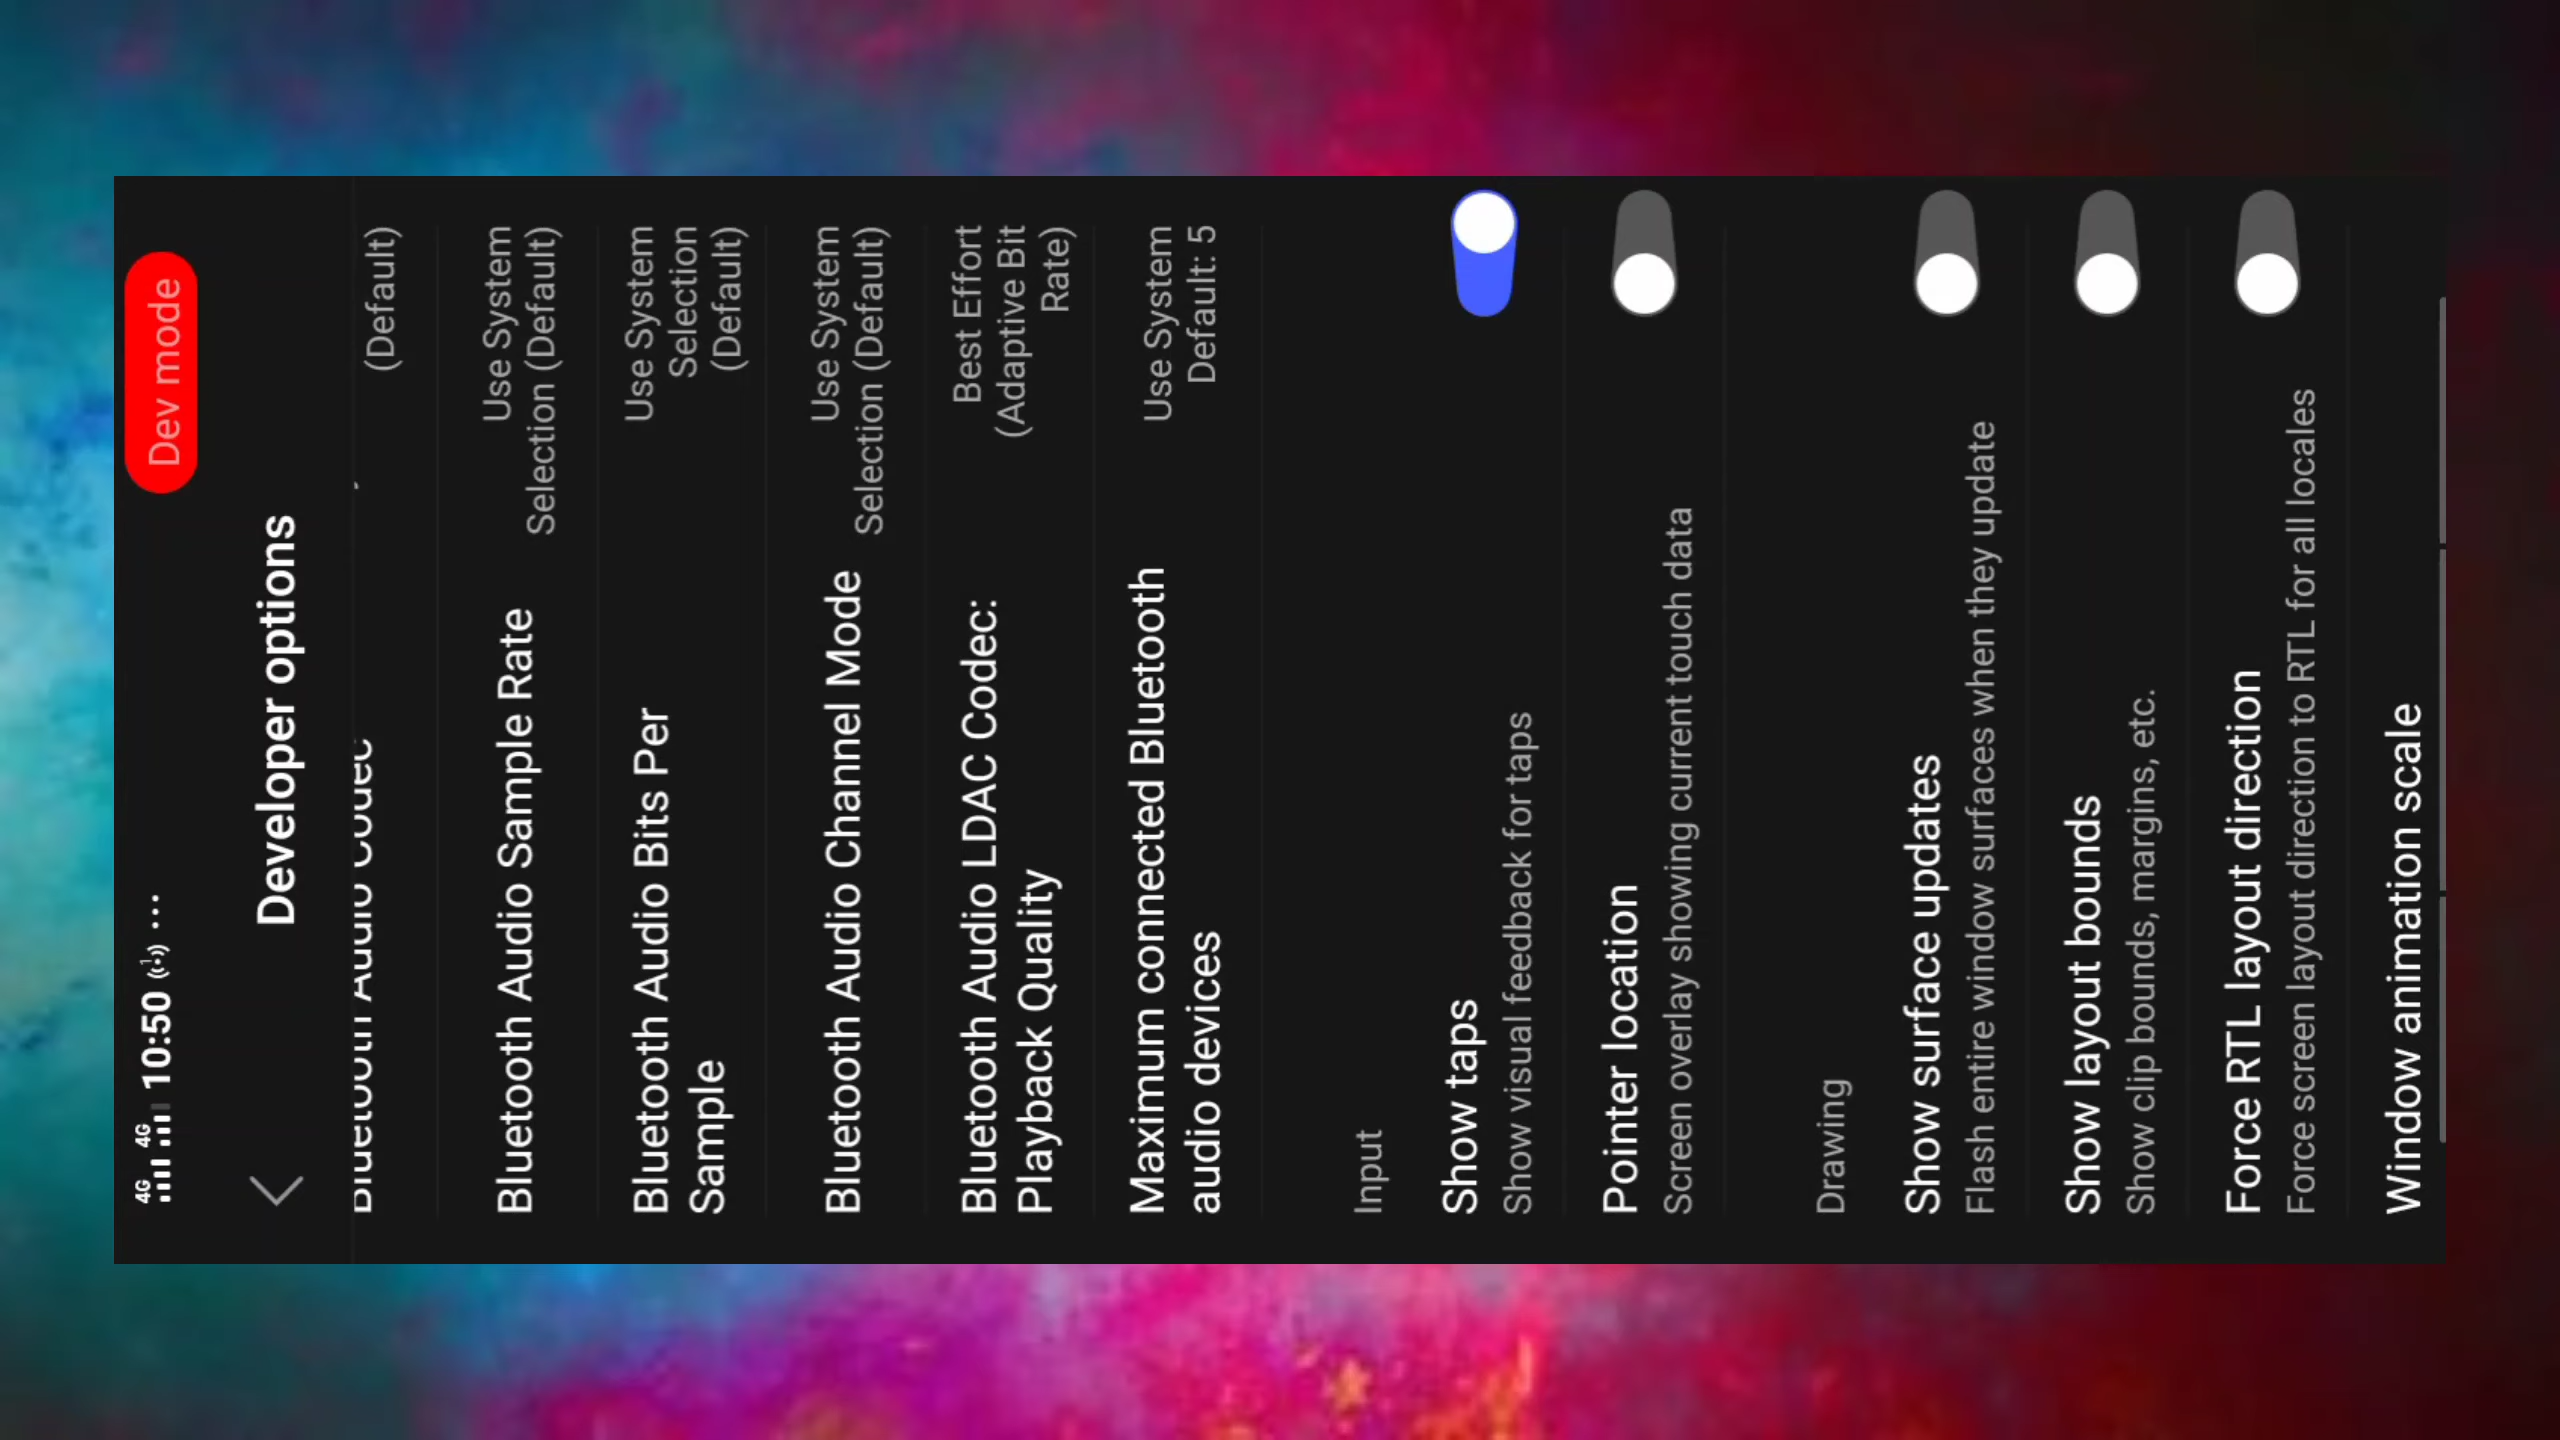 4G 4G 10:50 ...
Dev mode
Developer options
Bluetooth Audio Codec
(Default)
Bluetooth Audio Sample Rate
Use System
Selection (Default)
Bluetooth Audio Bits Per
Sample
Use System
Selection
(Default)
Bluetooth Audio Channel Mode
Use System
Selection (Default)
Bluetooth Audio LDAC Codec:
Playback Quality
Best Effort
(Adaptive Bit
Rate)
Maximum connected Bluetooth
audio devices
Use System
Default: 5
Input
Show taps
Show visual feedback for taps
Pointer location
Screen overlay showing current touch data
Drawing
Show surface updates
Flash entire window surfaces when they update
Show layout bounds
Show clip bounds, margins, etc.
Force RTL layout direction
Force screen layout direction to RTL for all locales
Window animation scale